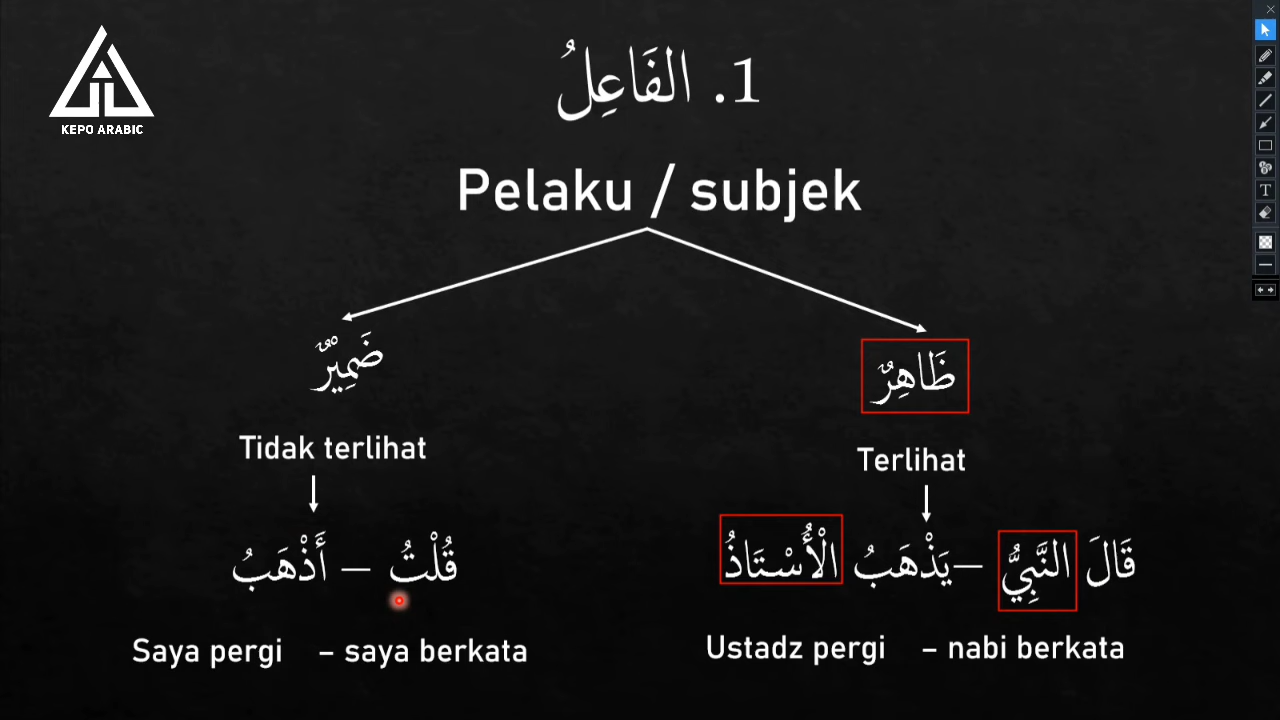 KEPO ARABIC
1. الفَاعِلُ
Pelaku / subjek
ضَمِيْرٌ
ظَاهِرٌ
Tidak terlihat
Terlihat
قُلْتُ – أَذْهَبُ
قَالَ النَّبِيُّ – يَذْهَبُ الْأُسْتَاذُ
Saya pergi – saya berkata
Ustadz pergi – nabi berkata